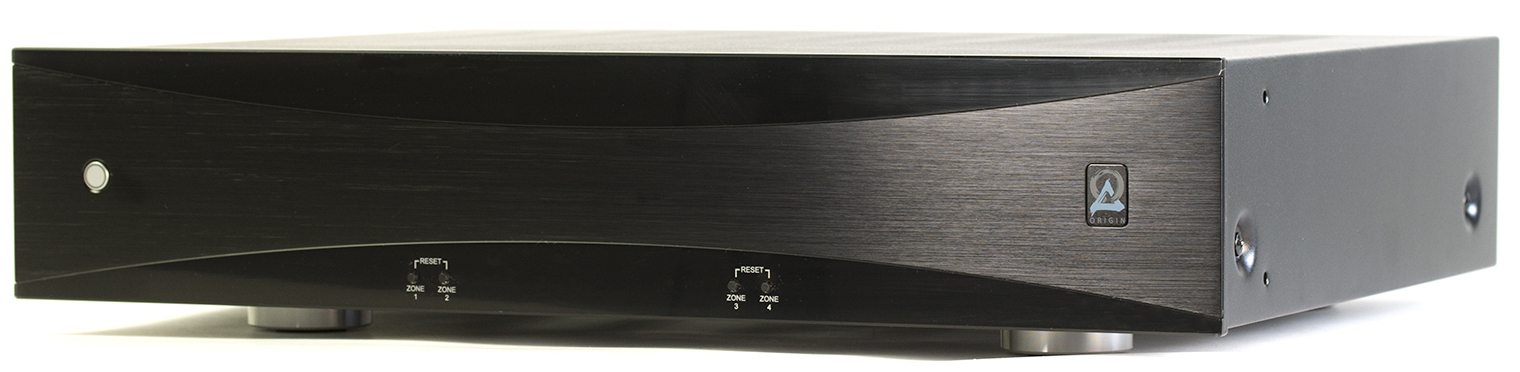 ORIGIN
RESET
ZONE 1 ZONE 2
RESET
ZONE 3 ZONE 4